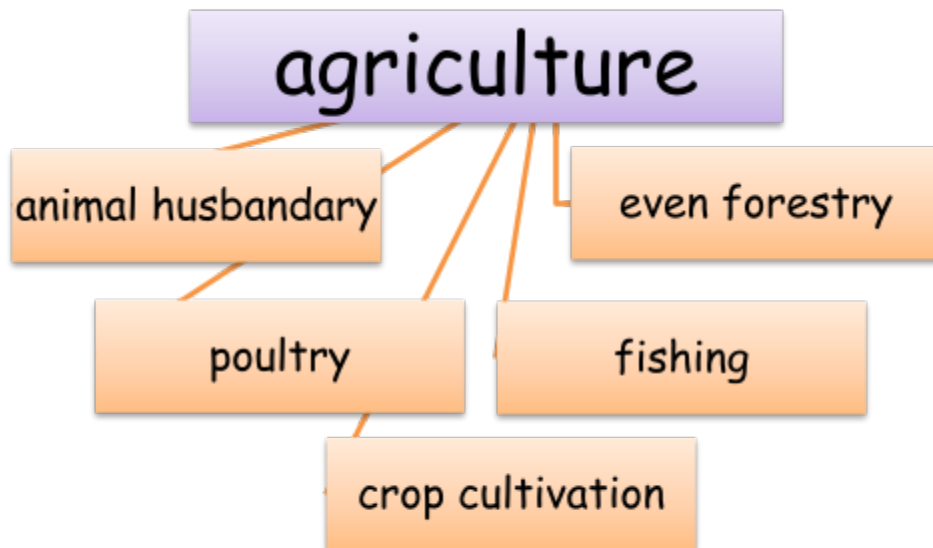 agriculture
animal husbandary
even forestry
poultry
fishing
crop cultivation